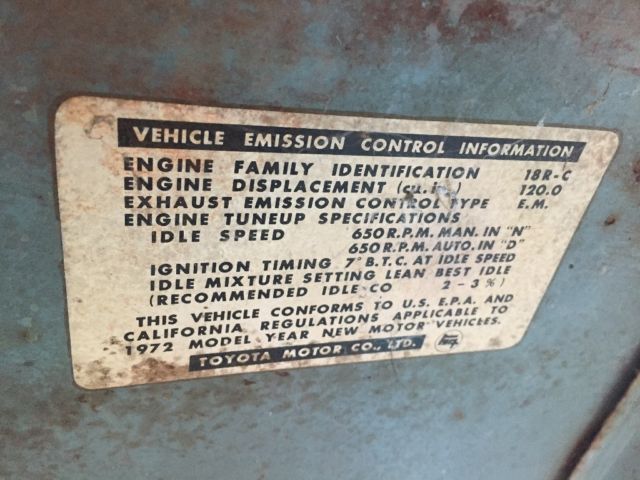 VEHICLE EMISSION CONTROL INFORMATION
ENGINE FAMILY IDENTIFICATION 18R-C
ENGINE DISPLACEMENT (cu.in.) 120.0
EXHAUST EMISSION CONTROL TYPE E.M.
ENGINE TUNEUP SPECIFICATIONS
IDLE SPEED 650 R.P.M. MAN. IN "N"
650 R.P.M. AUTO. IN "D"
IGNITION TIMING 7° B.T.C. AT IDLE SPEED
IDLE MIXTURE SETTING LEAN BEST IDLE
(RECOMMENDED IDLE CO 2-3%)
THIS VEHICLE CONFORMS TO U.S. E.P.A. AND
CALIFORNIA REGULATIONS APPLICABLE TO
1972 MODEL YEAR NEW MOTOR VEHICLES.
TOYOTA MOTOR CO., LTD.